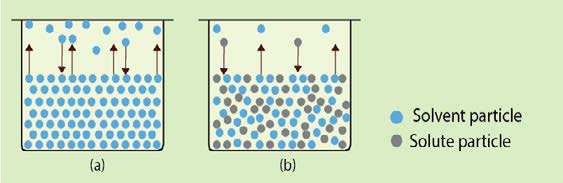 (a)
(b)
Solvent particle
Solute particle